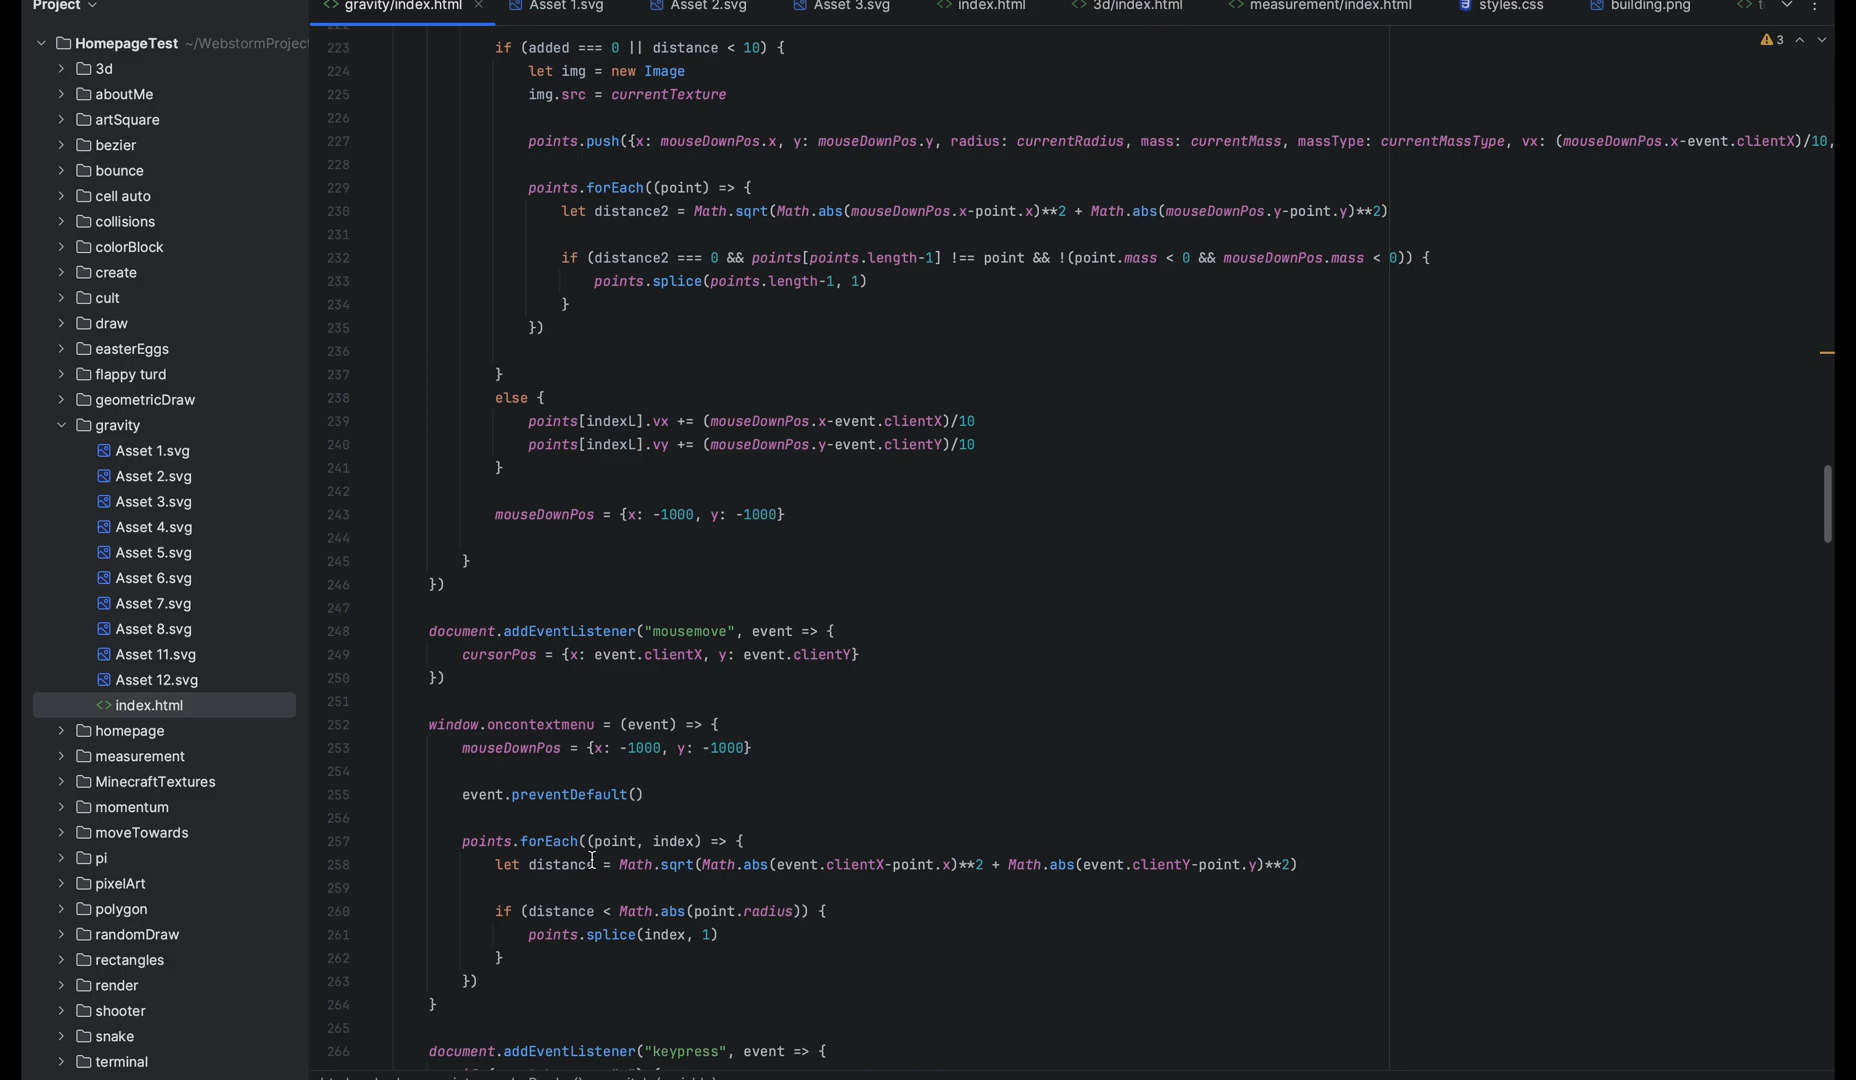 Project
gravity/index.html
Asset 1.svg
Asset 2.svg
Asset 3.svg
index.html
3d/index.html
measurement/index.html
styles.css
building.png
HomepageTest ~/WebstormProject
3d
aboutMe
artSquare
bezier
bounce
cell auto
collisions
colorBlock
create
cult
draw
easterEggs
flappy turd
geometricDraw
gravity
Asset 1.svg
Asset 2.svg
Asset 3.svg
Asset 4.svg
Asset 5.svg
Asset 6.svg
Asset 7.svg
Asset 8.svg
Asset 11.svg
Asset 12.svg
index.html
homepage
measurement
MinecraftTextures
momentum
moveTowards
pi
pixelArt
polygon
randomDraw
rectangles
render
shooter
snake
terminal
3
223 if (added === 0 || distance < 10) {
224 let img = new Image
225 img.src = currentTexture
226
227 points.push({x: mouseDownPos.x, y: mouseDownPos.y, radius: currentRadius, mass: currentMass, massType: currentMassType, vx: (mouseDownPos.x-event.clientX)/10,
228
229 points.forEach((point) => {
230 let distance2 = Math.sqrt(Math.abs(mouseDownPos.x-point.x)**2 + Math.abs(mouseDownPos.y-point.y)**2)
231
232 if (distance2 === 0 && points[points.length-1] !== point && !(point.mass < 0 && mouseDownPos.mass < 0)) {
233 points.splice(points.length-1, 1)
234 }
235 })
236
237 }
238 else {
239 points[indexL].vx += (mouseDownPos.x-event.clientX)/10
240 points[indexL].vy += (mouseDownPos.y-event.clientY)/10
241 }
242
243 mouseDownPos = {x: -1000, y: -1000}
244
245 }
246 })
247
248 document.addEventListener("mousemove", event => {
249 cursorPos = {x: event.clientX, y: event.clientY}
250 })
251
252 window.oncontextmenu = (event) => {
253 mouseDownPos = {x: -1000, y: -1000}
254
255 event.preventDefault()
256
257 points.forEach((point, index) => {
258 let distance = Math.sqrt(Math.abs(event.clientX-point.x)**2 + Math.abs(event.clientY-point.y)**2)
259
260 if (distance < Math.abs(point.radius)) {
261 points.splice(index, 1)
262 }
263 })
264 }
265
266 document.addEventListener("keypress", event => {